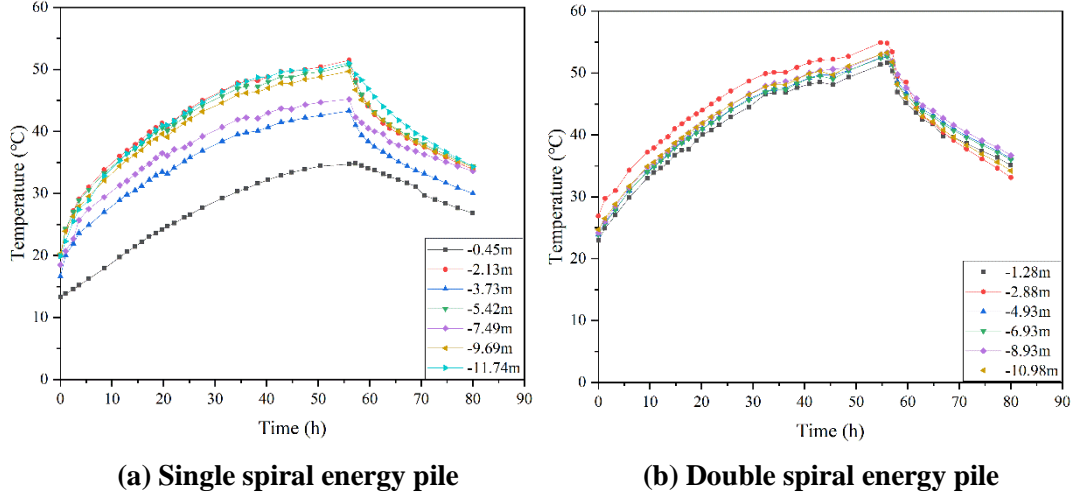 60
50
40
30
20
10
0
Temperature (°C)
-0.45m
-2.13m
-3.73m
-5.42m
-7.49m
-9.69m
-11.74m
0 10 20 30 40 50 60 70 80 90
Time (h)
(a) Single spiral energy pile
60
50
40
30
20
10
0
Temperature (°C)
-1.28m
-2.88m
-4.93m
-6.93m
-8.93m
-10.98m
0 10 20 30 40 50 60 70 80 90
Time (h)
(b) Double spiral energy pile